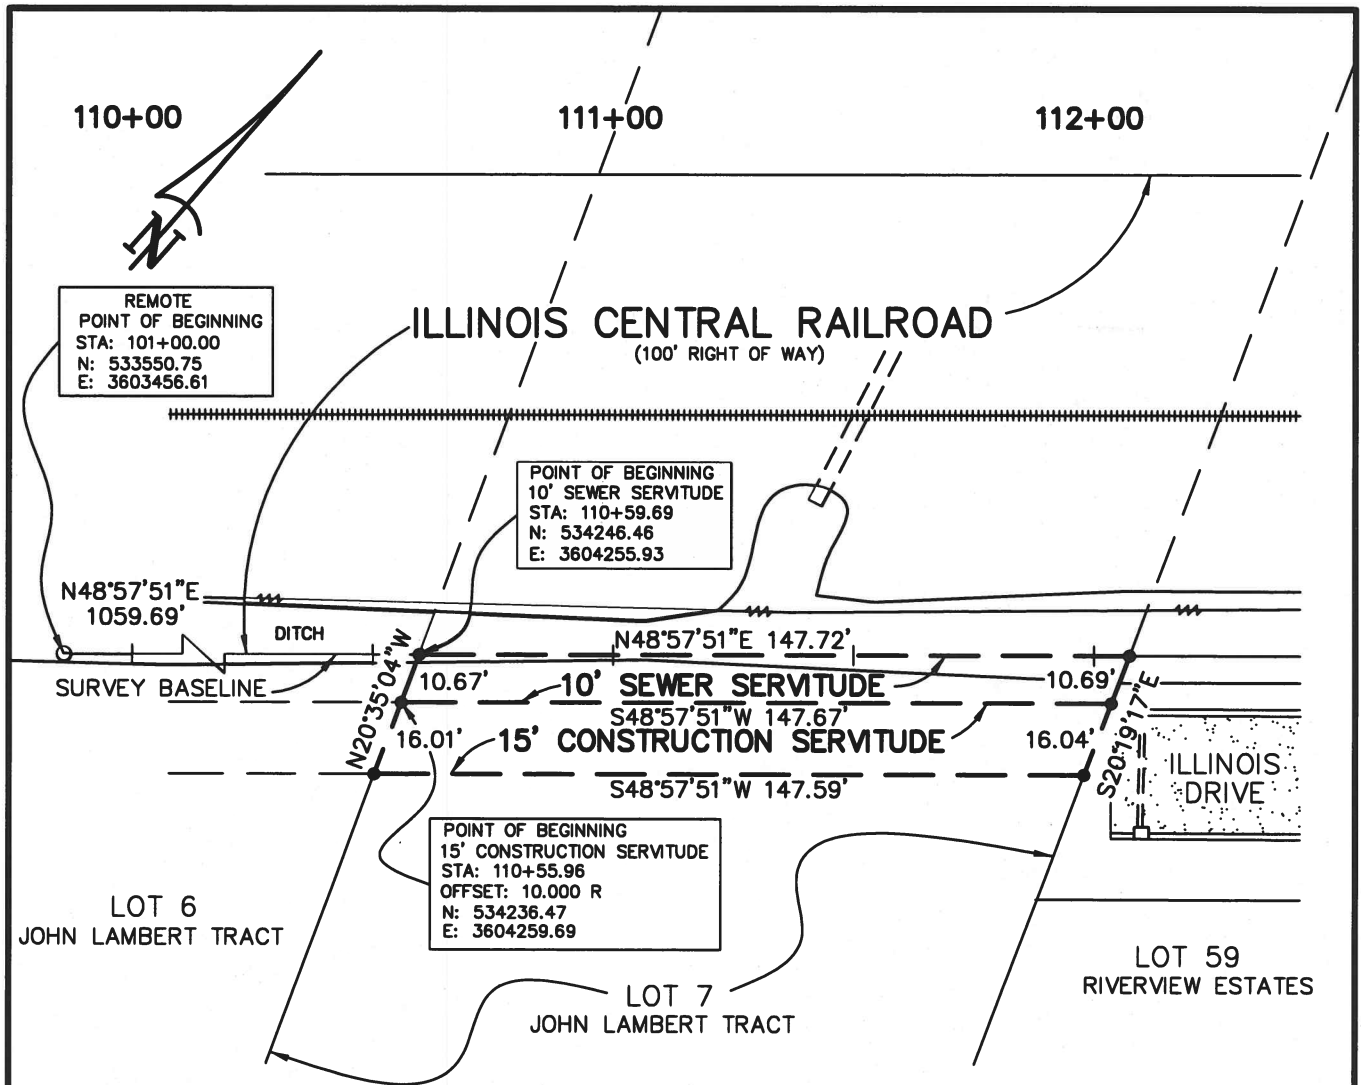 110+00
111+00
112+00
N
REMOTE
POINT OF BEGINNING
STA: 101+00.00
N: 533550.75
E: 3603456.61
ILLINOIS CENTRAL RAILROAD
(100' RIGHT OF WAY)
POINT OF BEGINNING
10' SEWER SERVITUDE
STA: 110+59.69
N: 534246.46
E: 3604255.93
N48°57'51"E
1059.69'
DITCH
SURVEY BASELINE
N20°35'04"W
N48°57'51"E 147.72'
10.67'
10' SEWER SERVITUDE
10.69'
S48°57'51"W 147.67'
16.01'
15' CONSTRUCTION SERVITUDE
16.04'
S20°19'17"E
S48°57'51"W 147.59'
ILLINOIS
DRIVE
POINT OF BEGINNING
15' CONSTRUCTION SERVITUDE
STA: 110+55.96
OFFSET: 10.000 R
N: 534236.47
E: 3604259.69
LOT 6
JOHN LAMBERT TRACT
LOT 7
JOHN LAMBERT TRACT
LOT 59
RIVERVIEW ESTATES